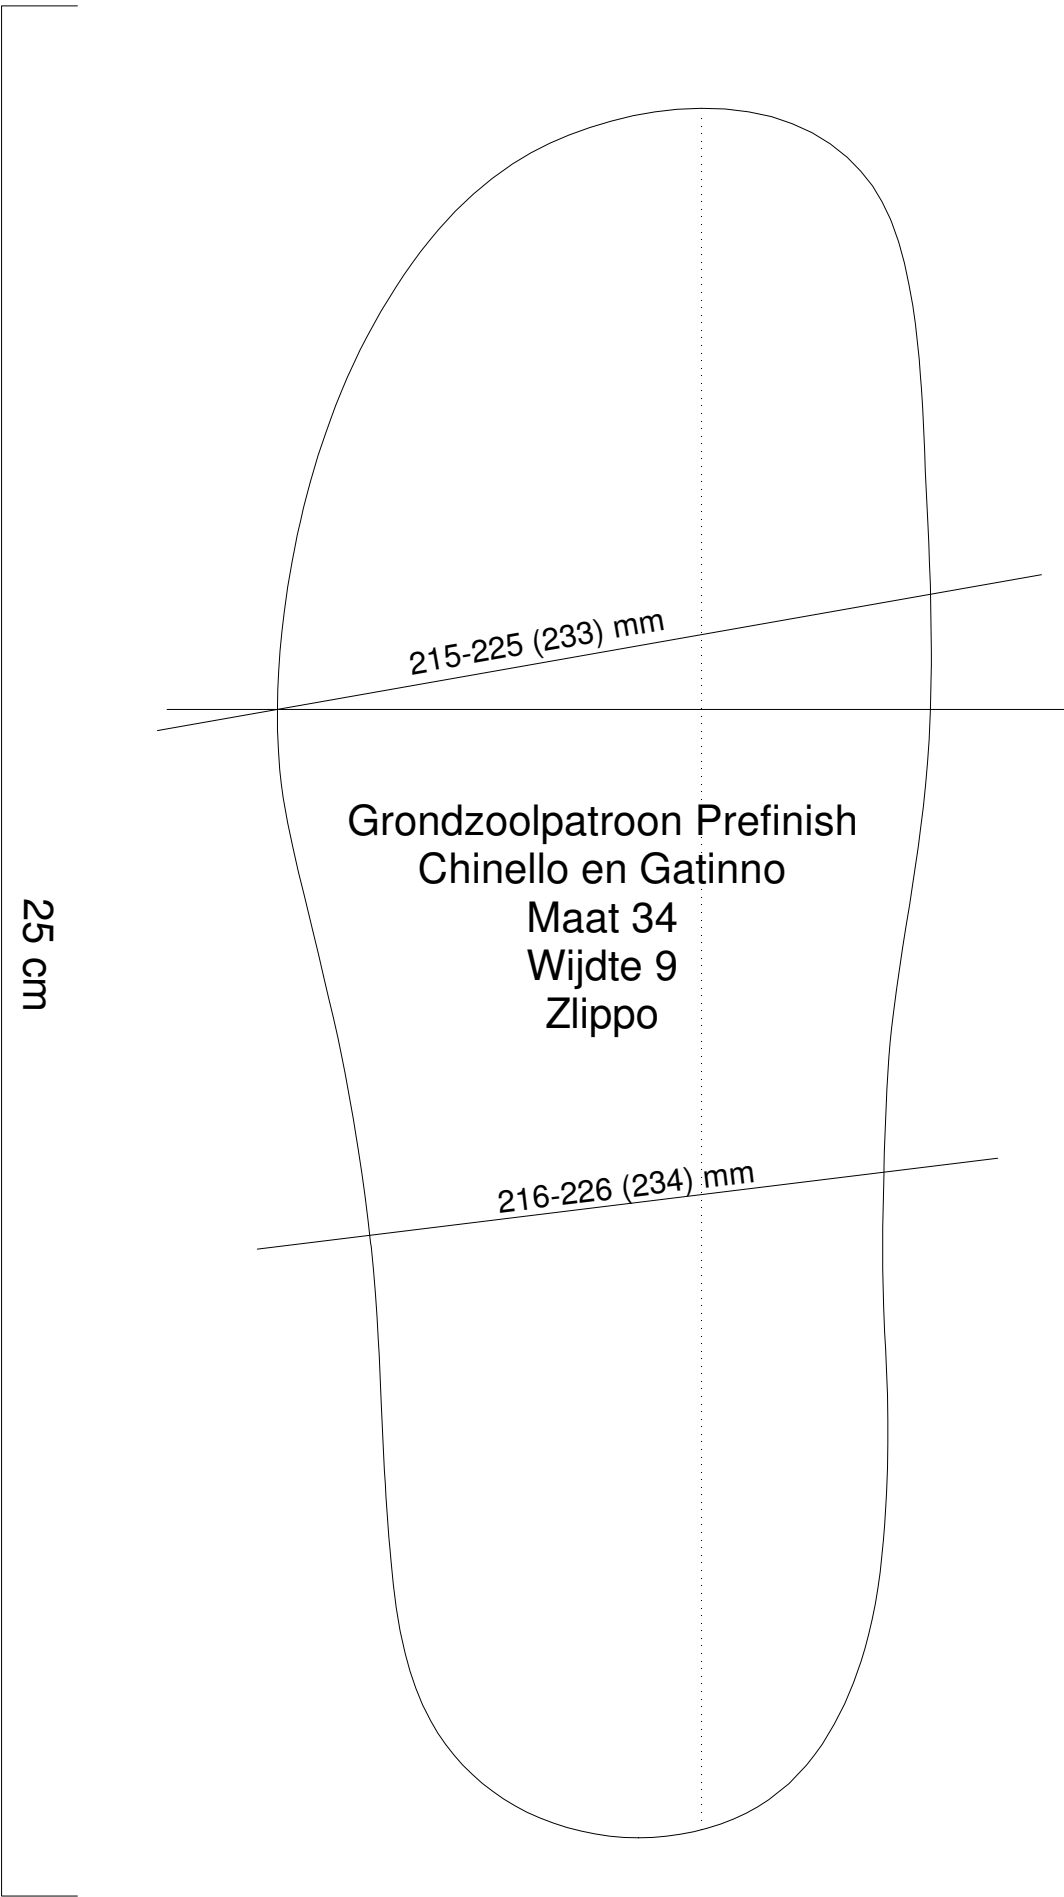 215-225 (233) mm
Grondzoolpatroon Prefinish
Chinello en Gatinno
Maat 34
Wijdte 9
Zlippo
25 cm
216-226 (234) mm